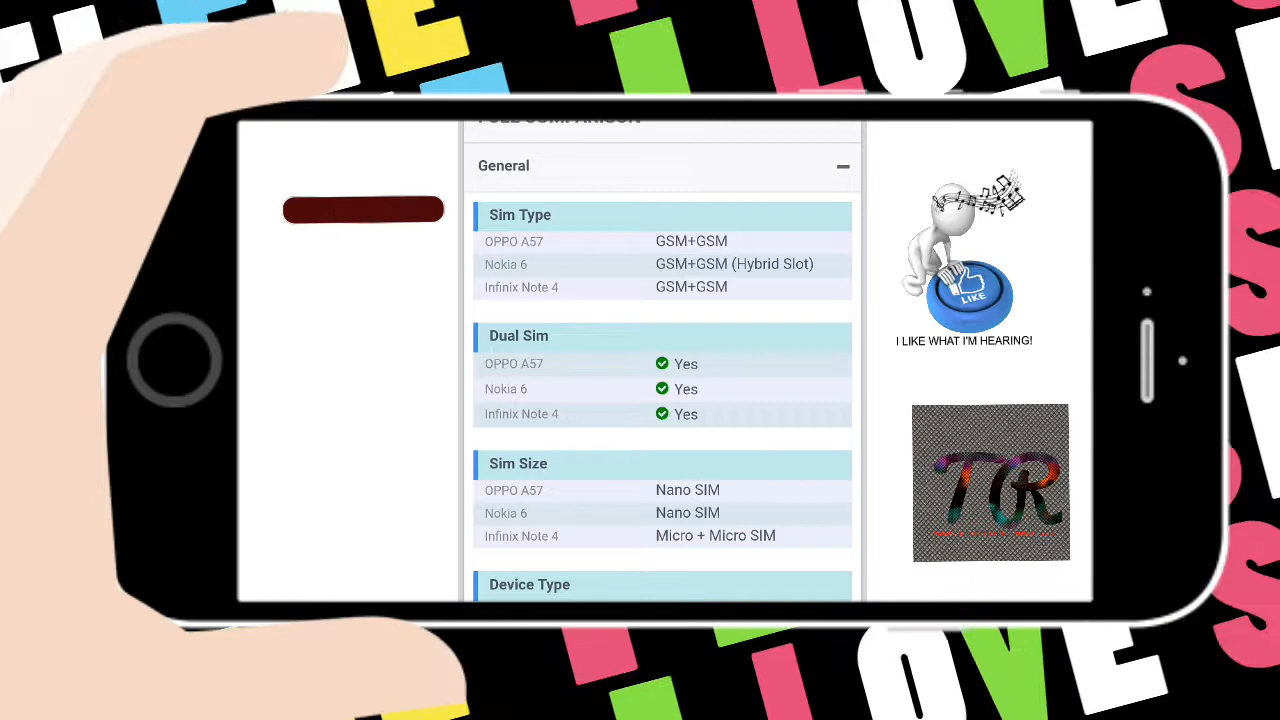 FULL COMPARISON
General
Sim Type
OPPO A57 GSM+GSM
Nokia 6 GSM+GSM (Hybrid Slot)
Infinix Note 4 GSM+GSM
Dual Sim
OPPO A57 Yes
Nokia 6 Yes
Infinix Note 4 Yes
Sim Size
OPPO A57 Nano SIM
Nokia 6 Nano SIM
Infinix Note 4 Micro + Micro SIM
Device Type
LIKE
I LIKE WHAT I'M HEARING!
TR